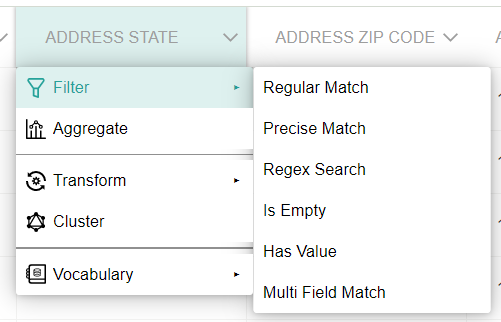 ADDRESS STATE
ADDRESS ZIP CODE
Filter
Aggregate
Transform
Cluster
Vocabulary
Regular Match
Precise Match
Regex Search
Is Empty
Has Value
Multi Field Match